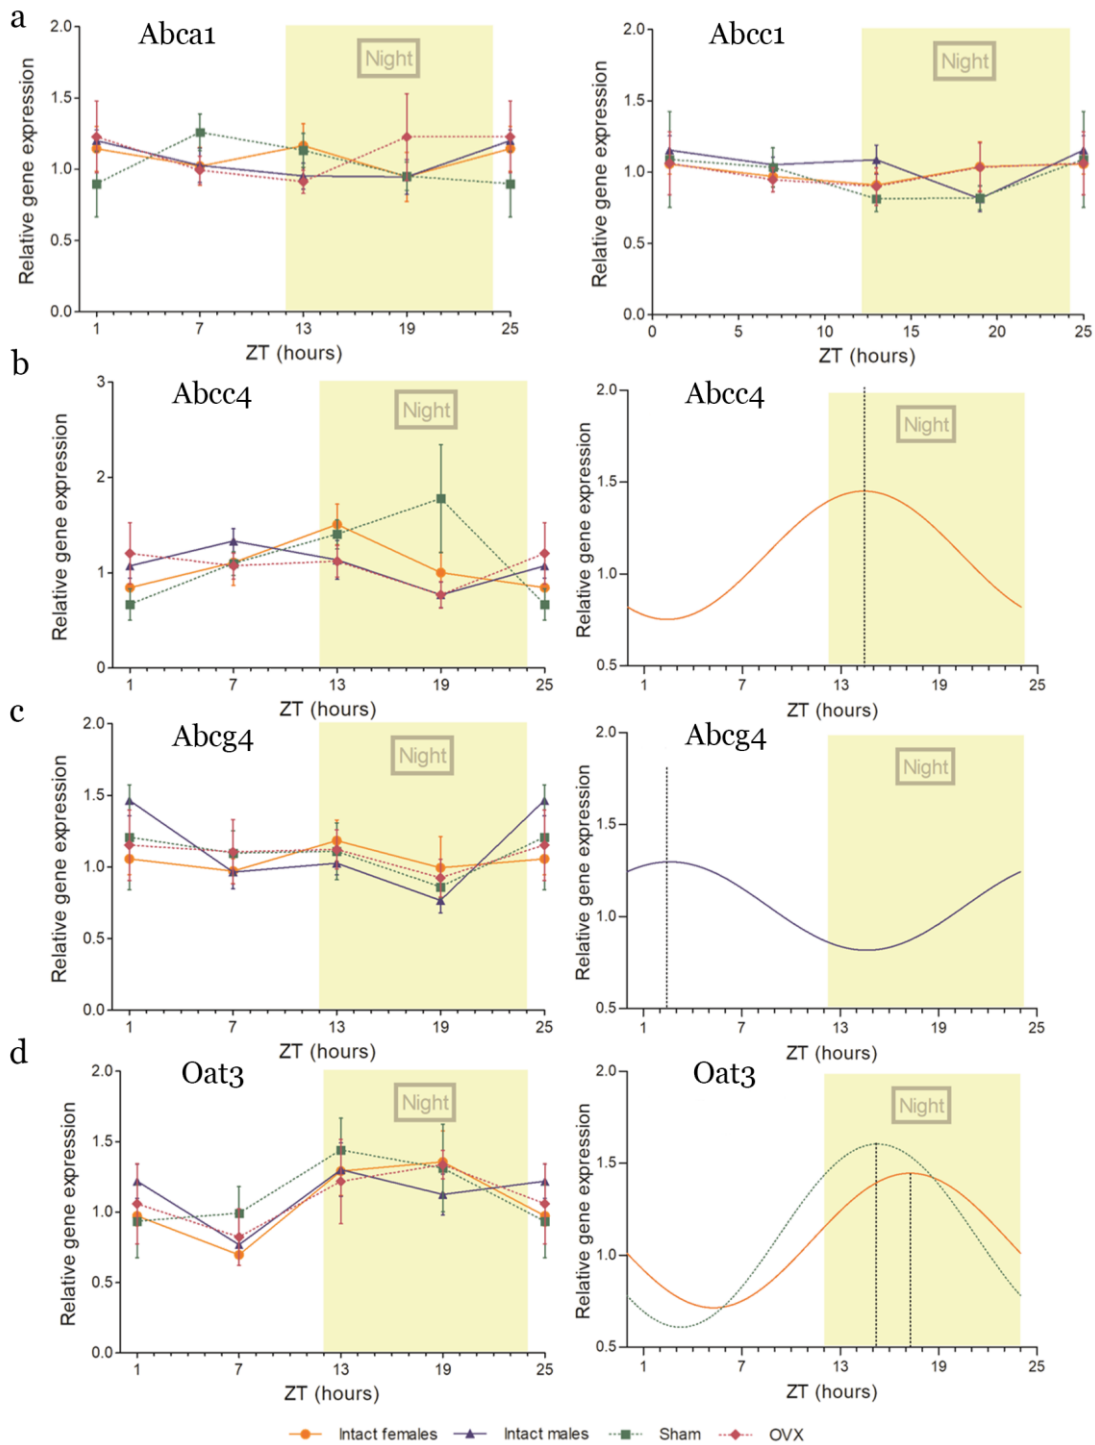 a
Abca1
Night
Relative gene expression
2.0
1.5
1.0
0.5
0.0
1 7 13 19 25
ZT (hours)
Abcc1
Night
Relative gene expression
2.0
1.5
1.0
0.5
0.0
0 5 10 15 20 25
ZT (hours)
b
Abcc4
Night
Relative gene expression
3
2
1
0
1 7 13 19 25
ZT (hours)
Abcc4
Night
Relative gene expression
2.0
1.5
1.0
0.5
1 7 13 19 25
ZT (hours)
c
Abcg4
Night
Relative gene expression
2.0
1.5
1.0
0.5
0.0
1 7 13 19 25
ZT (hours)
Abcg4
Night
Relative gene expression
2.0
1.5
1.0
0.5
1 7 13 19 25
ZT (hours)
d
Oat3
Night
Relative gene expression
2.0
1.5
1.0
0.5
0.0
1 7 13 19 25
ZT (hours)
Oat3
Night
Relative gene expression
2.0
1.5
1.0
0.5
1 7 13 19 25
ZT (hours)
Intact females Intact males Sham OVX